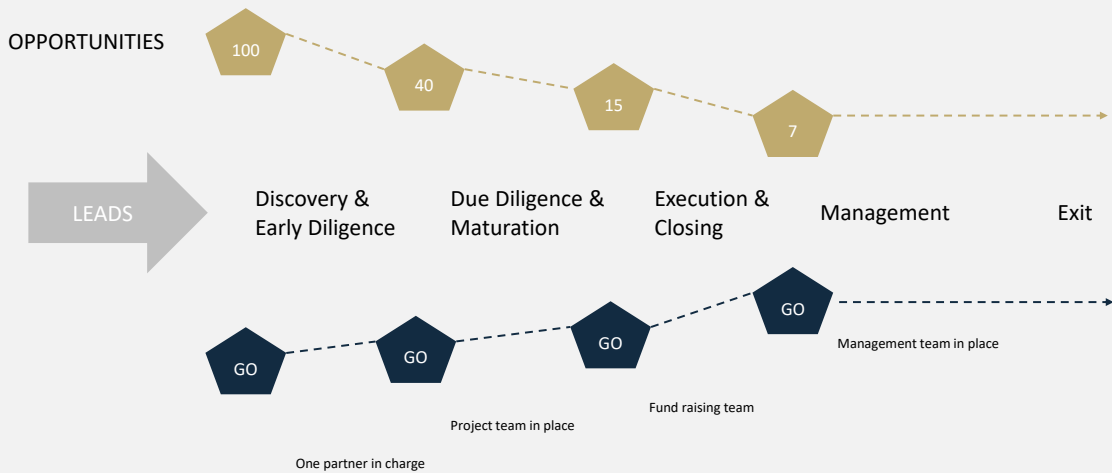 OPPORTUNITIES
100
40
15
7
LEADS
Discovery &
Early Diligence
Due Diligence &
Maturation
Execution &
Closing
Management
Exit
GO
GO
GO
GO
Management team in place
Fund raising team
Project team in place
One partner in charge